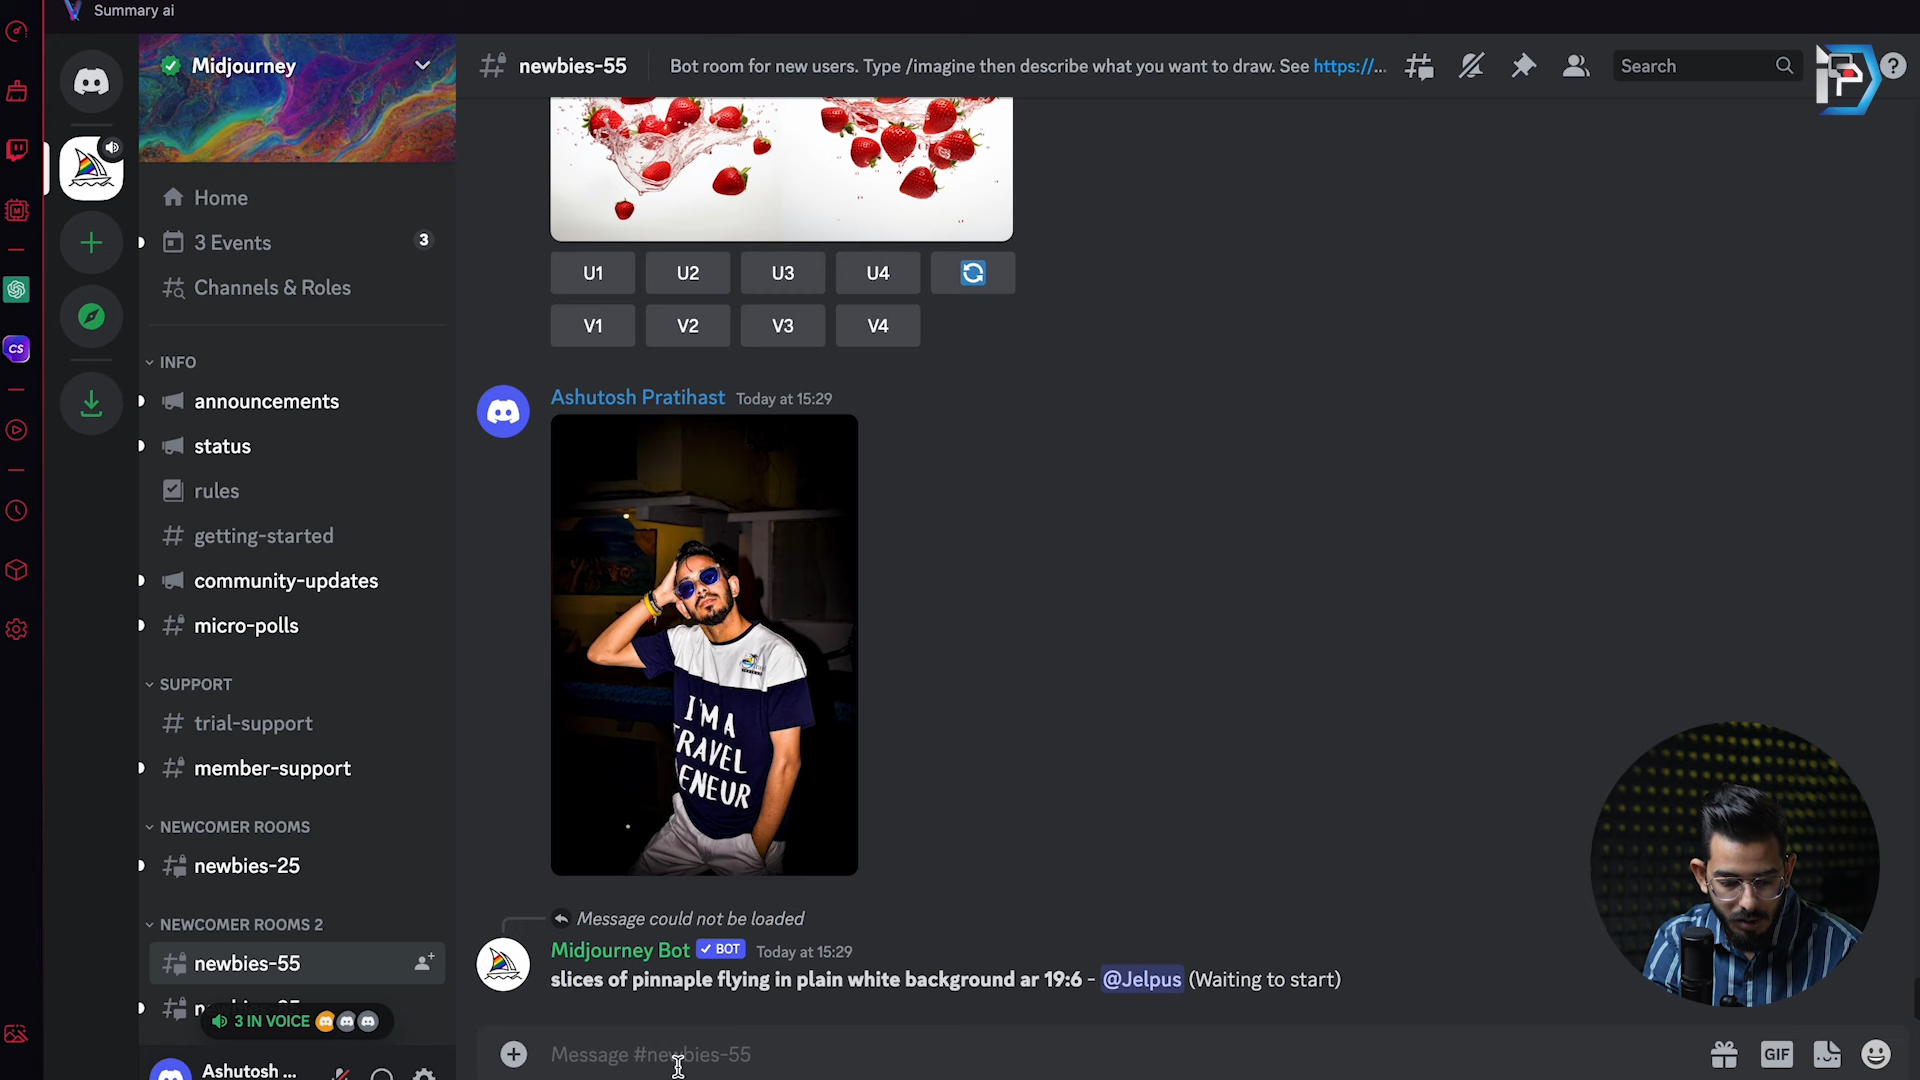 Summary ai
Midjourney
newbies-55
Bot room for new users. Type /imagine then describe what you want to draw. See https://...
Search
Home
3 Events
3
Channels & Roles
INFO
announcements
status
rules
getting-started
community-updates
micro-polls
SUPPORT
trial-support
member-support
NEWCOMER ROOMS
newbies-25
NEWCOMER ROOMS 2
newbies-55
3 IN VOICE
Ashutosh ...
CS
U1 U2 U3 U4
V1 V2 V3 V4
Ashutosh Pratihast Today at 15:29
I'M A
TRAVEL
ENEUR
Message could not be loaded
Midjourney Bot BOT Today at 15:29
slices of pinnaple flying in plain white background ar 19:6 - @Jelpus (Waiting to start)
Message #newbies-55
GIF